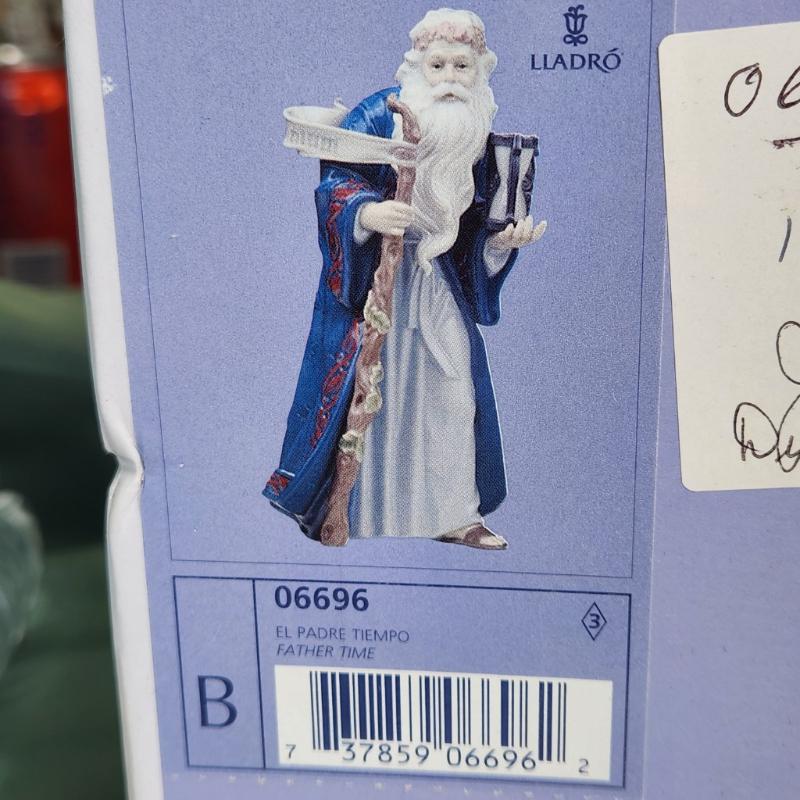 LLADRÓ
06696
3
EL PADRE TIEMPO
FATHER TIME
B
7 37859 06696 2